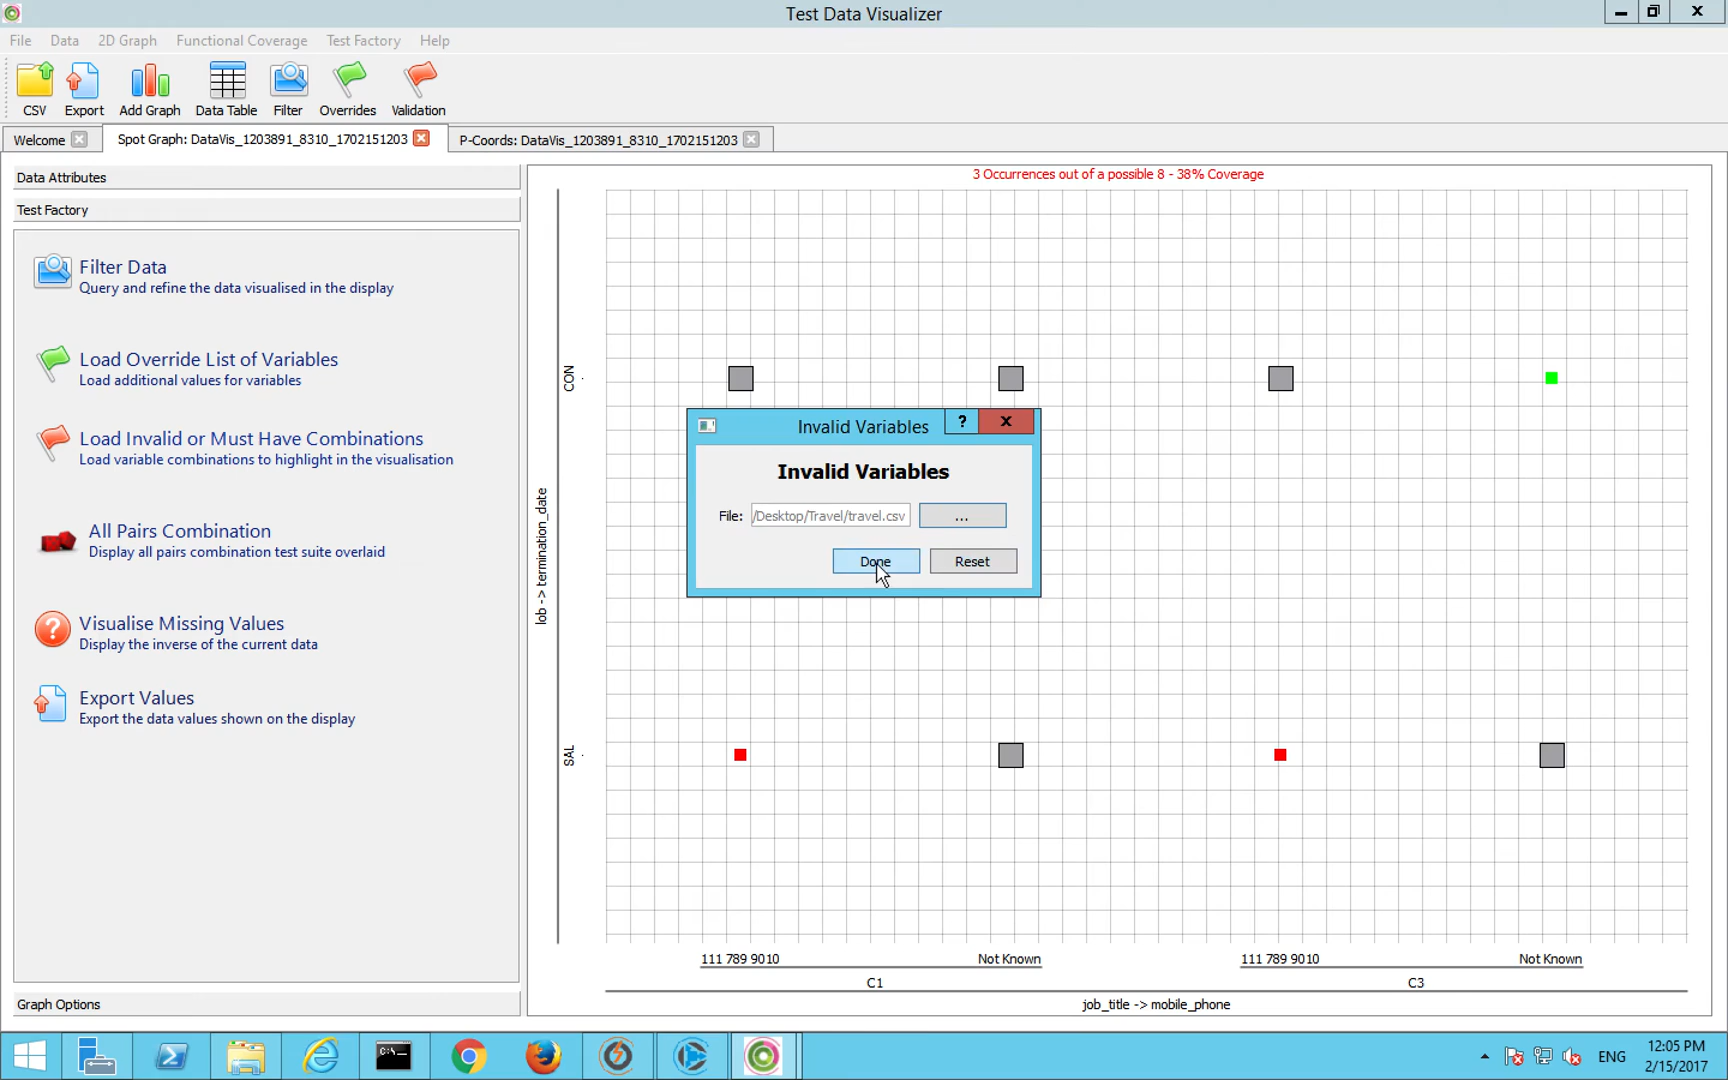 Test Data Visualizer
File Data 2D Graph Functional Coverage Test Factory Help
CSV Export Add Graph Data Table Filter Overrides Validation
Welcome Spot Graph: DataVis_1203891_8310_1702151203 P-Coords: DataVis_1203891_8310_1702151203
Data Attributes
Test Factory
Filter Data
Query and refine the data visualised in the display
Load Override List of Variables
Load additional values for variables
Load Invalid or Must Have Combinations
Load variable combinations to highlight in the visualisation
All Pairs Combination
Display all pairs combination test suite overlaid
Visualise Missing Values
Display the inverse of the current data
Export Values
Export the data values shown on the display
Graph Options
3 Occurrences out of a possible 8 - 38% Coverage
CON
SAL
lob -> termination_date
Invalid Variables
?
Invalid Variables
File: /Desktop/Travel/travel.csv ...
Done Reset
111 789 9010 Not Known 111 789 9010 Not Known
C1 C3
job_title -> mobile_phone
ENG
12:05 PM
2/15/2017